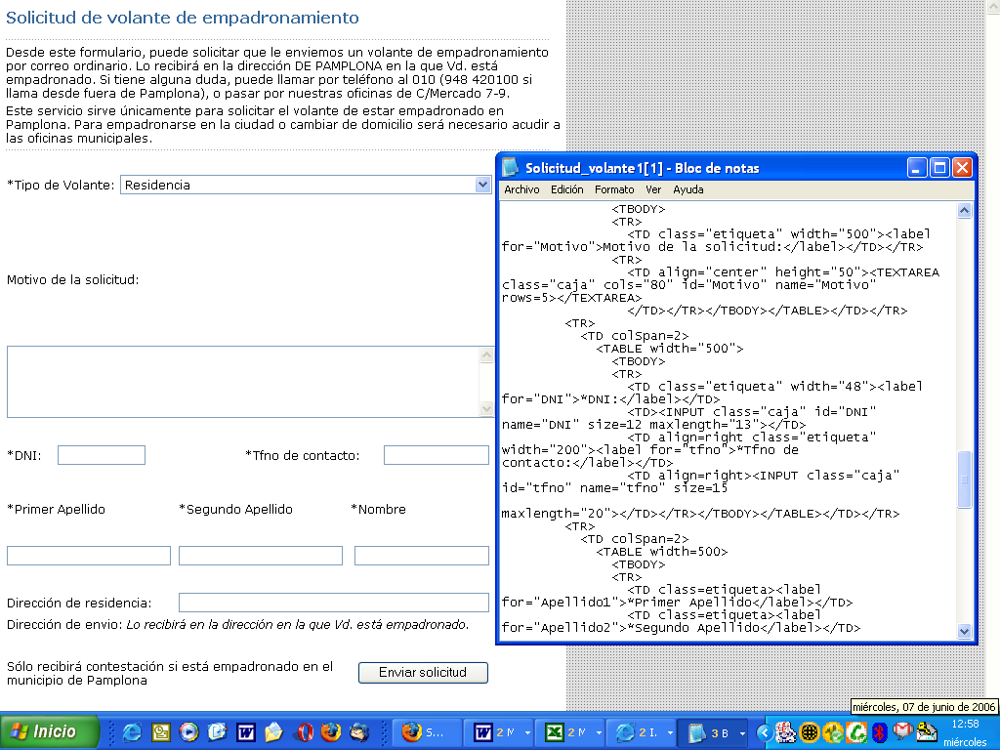 Solicitud de volante de empadronamiento
Desde este formulario, puede solicitar que le enviemos un volante de empadronamiento
por correo ordinario. Lo recibirá en la dirección DE PAMPLONA en la que Vd. está
empadronado. Si tiene alguna duda, puede llamar por teléfono al 010 (948 420100 si
llama desde fuera de Pamplona), o pasar por nuestras oficinas de C/Mercado 7-9.
Este servicio sirve únicamente para solicitar el volante de estar empadronado en
Pamplona. Para empadronarse en la ciudad o cambiar de domicilio será necesario acudir a
las oficinas municipales.
*Tipo de Volante: Residencia
Motivo de la solicitud:
*DNI: *Tfno de contacto:
*Primer Apellido *Segundo Apellido *Nombre
Dirección de residencia:
Dirección de envio: Lo recibirá en la dirección en la que Vd. está empadronado.
Sólo recibirá contestación si está empadronado en el
municipio de Pamplona
Enviar solicitud
Solicitud_volante1[1] - Bloc de notas
Archivo Edición Formato Ver Ayuda
<TBODY>
<TR>
<TD class="etiqueta" width="500"><label
for="Motivo">Motivo de la solicitud:</label></TD></TR>
<TR>
<TD align="center" height="50"><TEXTAREA
class="caja" cols="80" id="Motivo" name="Motivo"
rows=5></TEXTAREA>
</TD></TR></TBODY></TABLE></TD></TR>
<TR>
<TD colSpan=2>
<TABLE width="500">
<TBODY>
<TR>
<TD class="etiqueta" width="48"><label
for="DNI">*DNI:</label></TD>
<TD><INPUT class="caja" id="DNI"
name="DNI" size=12 maxlength="13"></TD>
<TD align=right class="etiqueta"
width="200"><label for="tfno">*Tfno de
contacto:</label></TD>
<TD align=right><INPUT class="caja"
id="tfno" name="tfno" size=15
maxlength="20"></TD></TR></TBODY></TABLE></TD></TR>
<TR>
<TD colSpan=2>
<TABLE width=500>
<TBODY>
<TR>
<TD class=etiqueta><label
for="Apellido1">*Primer Apellido</label></TD>
<TD class=etiqueta><label
for="Apellido2">*Segundo Apellido</label></TD>
miércoles, 07 de junio de 2006
Inicio
S...
2 M
2 M
2 I.
3 B
12:58
miércoles